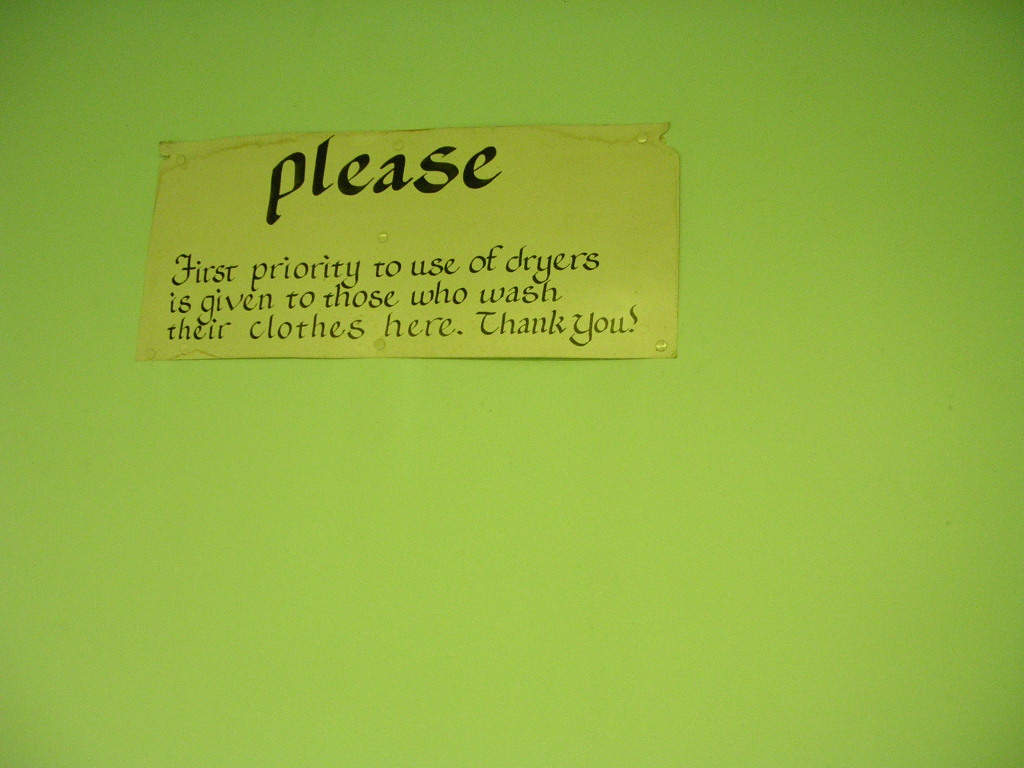 please
First priority to use of dryers
is given to those who wash
their clothes here. Thank You!